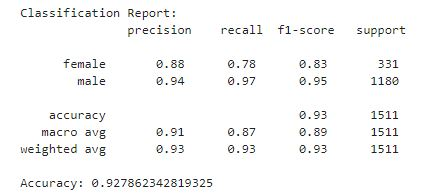 Classification Report:
precision recall f1-score support
female 0.88 0.78 0.83 331
male 0.94 0.97 0.95 1180
accuracy 0.93 1511
macro avg 0.91 0.87 0.89 1511
weighted avg 0.93 0.93 0.93 1511
Accuracy: 0.927862342819325